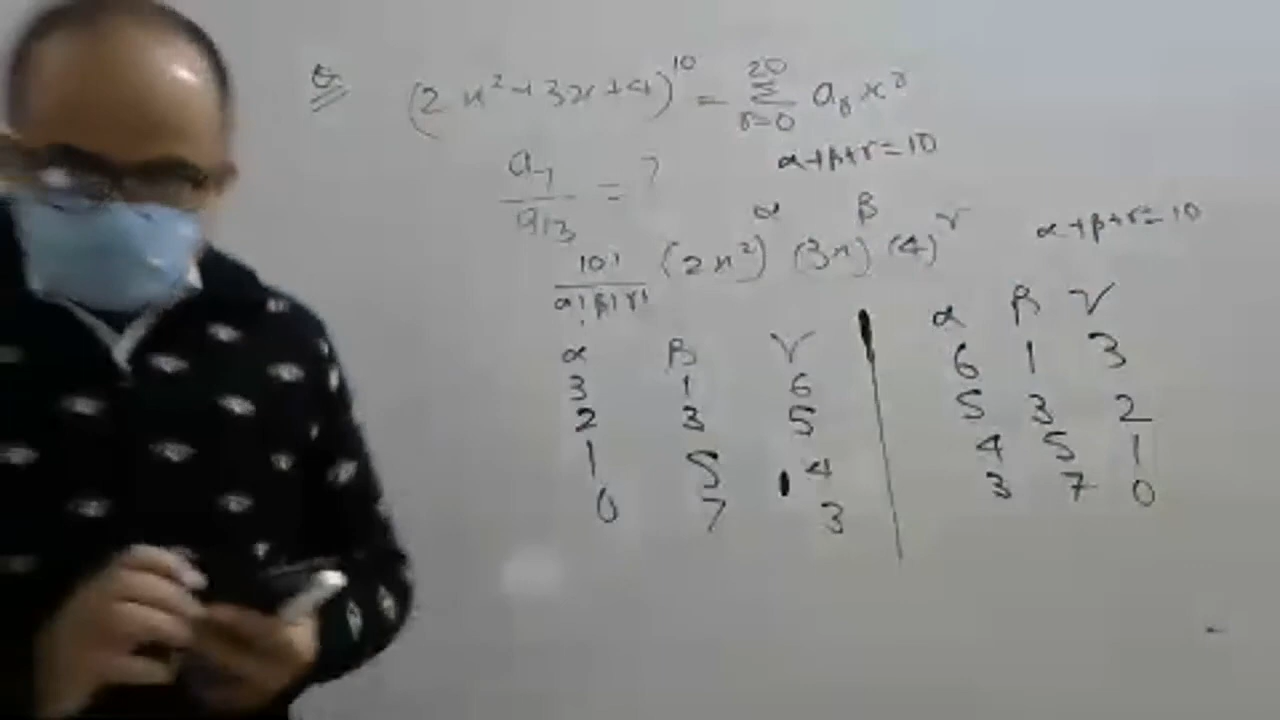 Q (2x²+3x+4)¹⁰ = 20 Σ r=0 aᵣ xʳ
a₇/a₁₃ = ?
α+β+γ=10
10!/α!β!γ! (2x²)^α (3x)^β (4)^γ
α+β+γ=10
α β γ
3 1 6
2 3 5
1 5 4
0 7 3
α β γ
6 1 3
5 3 2
4 5 1
3 7 0